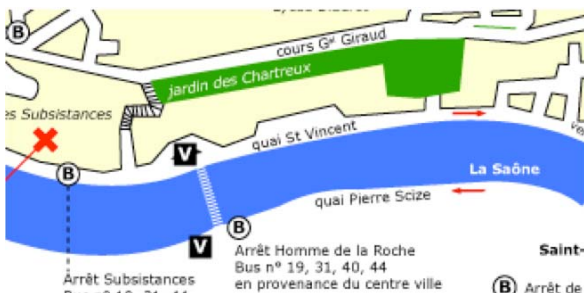 B
cours Gᵃˡ Giraud
jardin des Chartreux
Subsistances
V
quai St Vincent
B
La Saône
quai Pierre Scize
V
B
Arrêt Homme de la Roche
Bus n° 19, 31, 40, 44
en provenance du centre ville
Saint-
Arrêt Subsistances
B Arrêt de